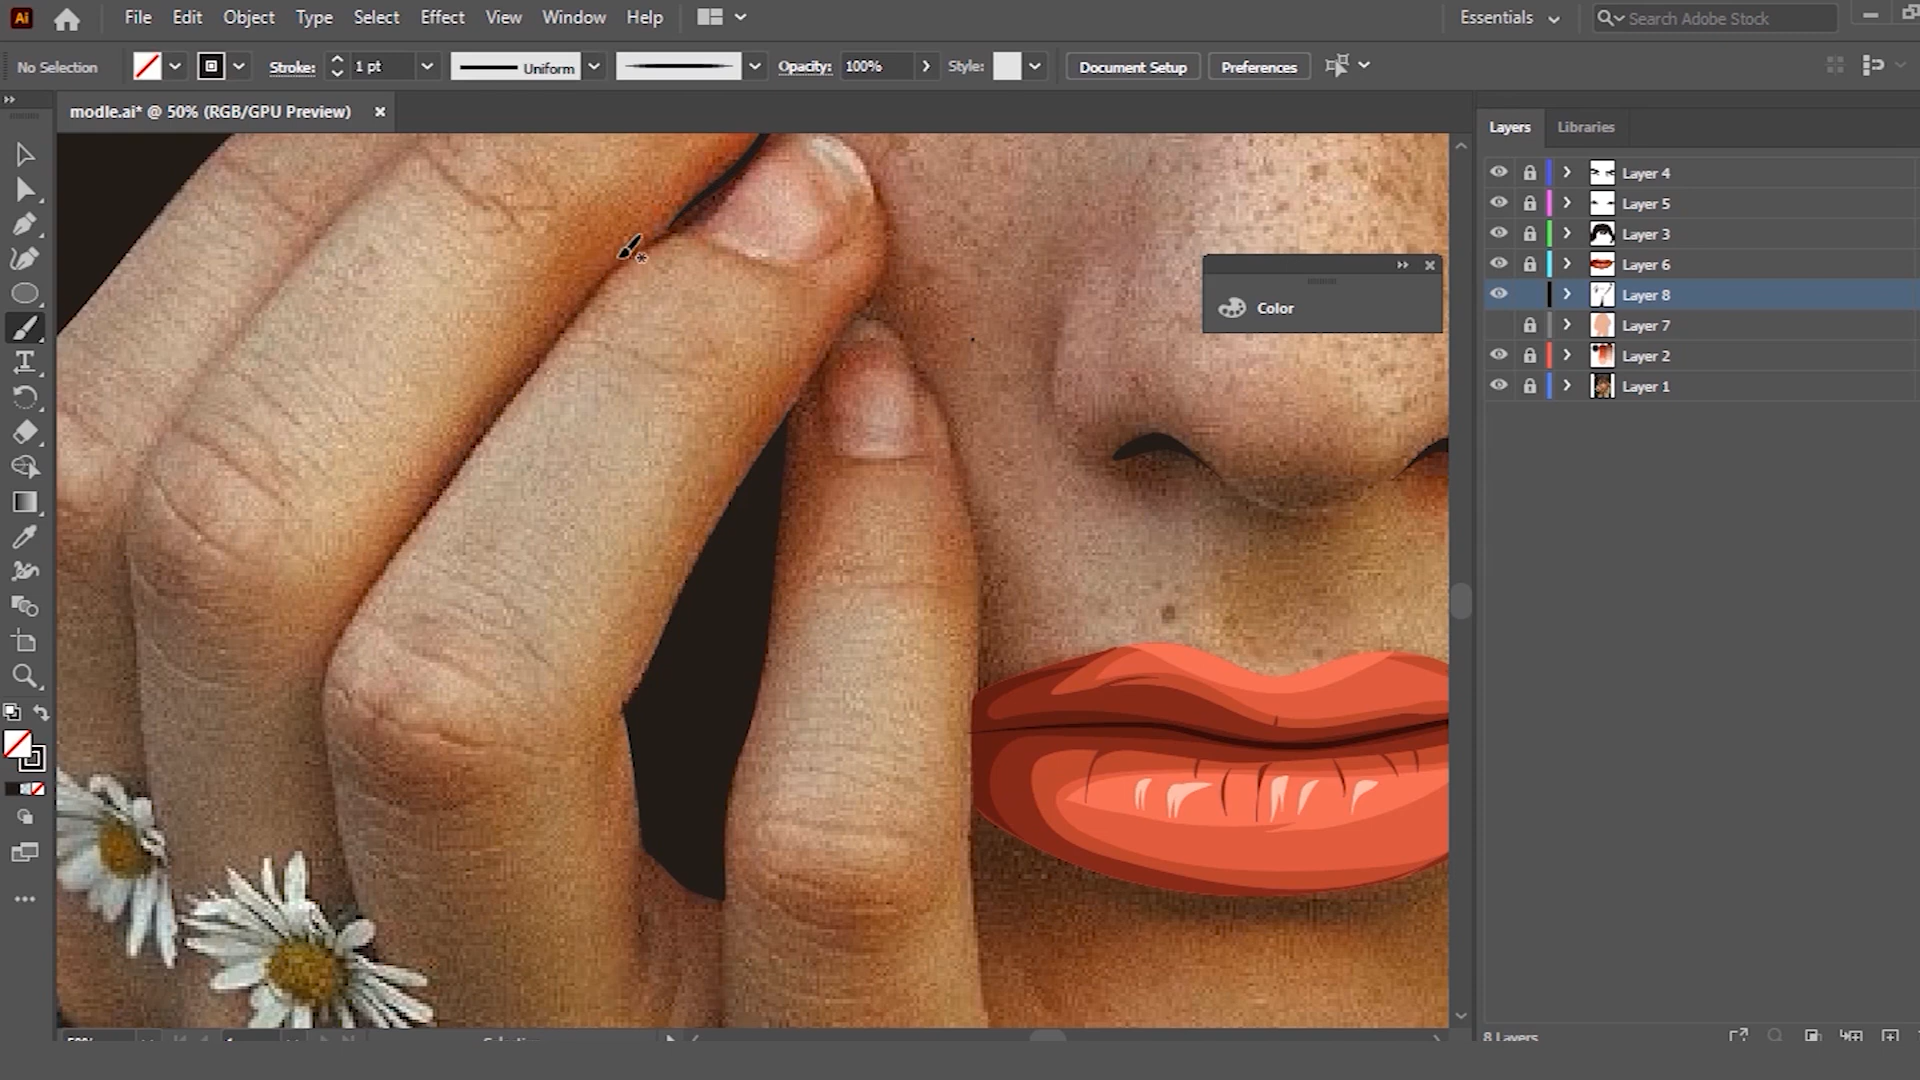 Ai File Edit Object Type Select Effect View Window Help Essentials Search Adobe Stock
No Selection Stroke: 1 pt Uniform Opacity: 100% Style: Document Setup Preferences
modle.ai* @ 50% (RGB/GPU Preview)
Layers Libraries
Layer 4
Layer 5
Layer 3
Layer 6
Layer 8
Layer 7
Layer 2
Layer 1
Color
8 Layers